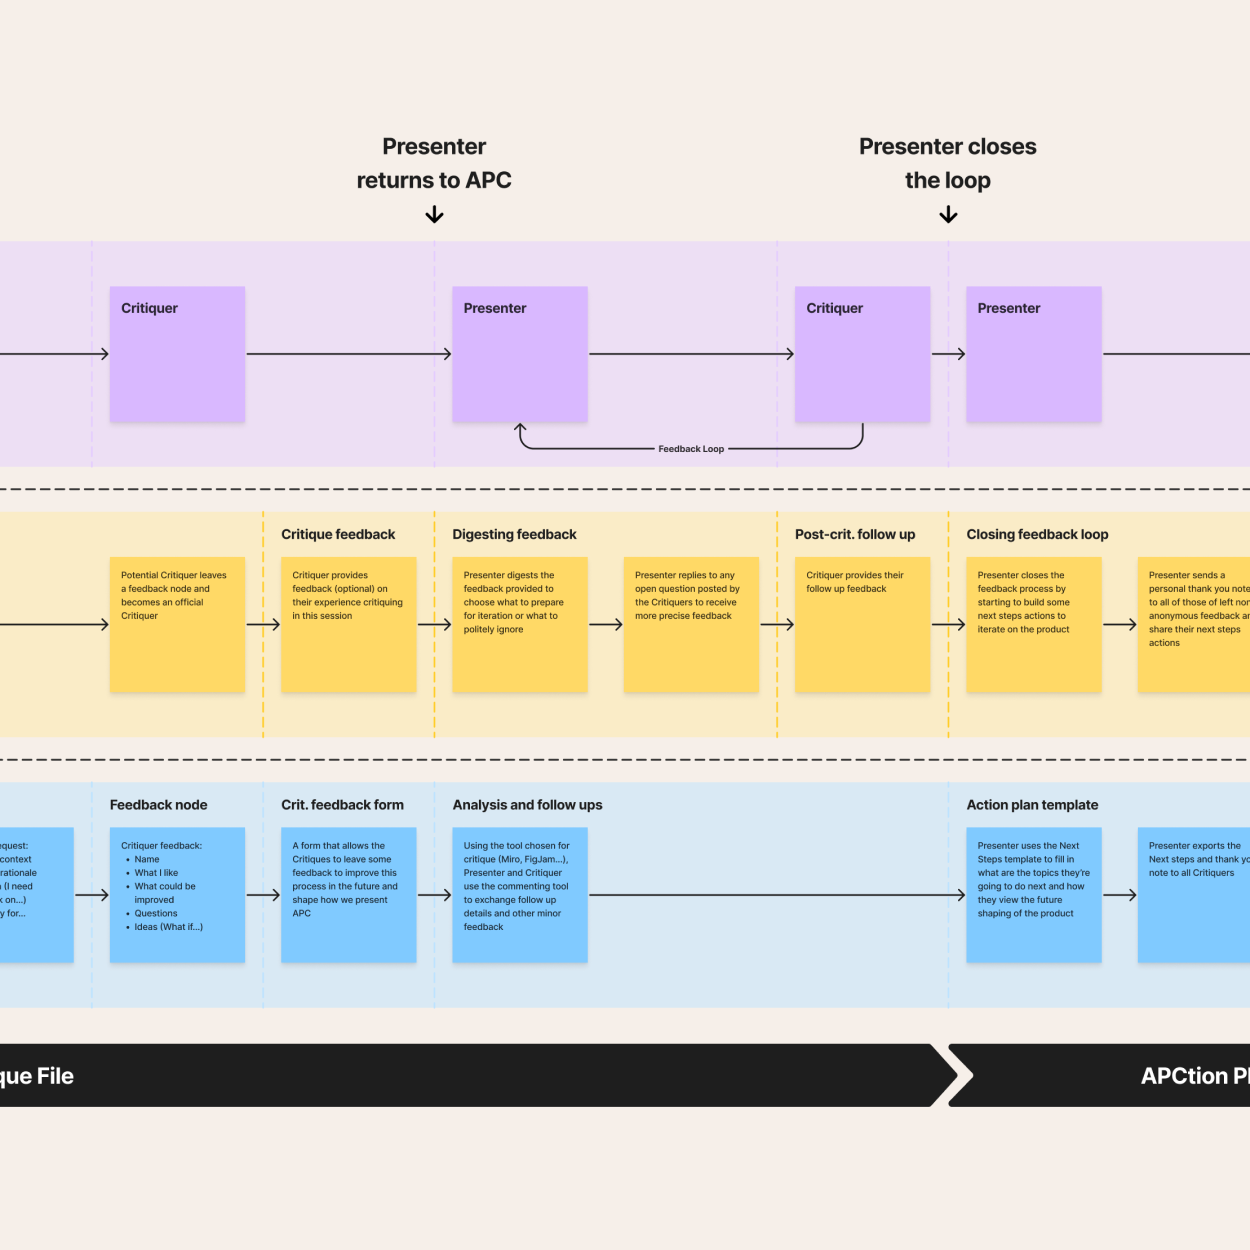 Presenter
returns to APC
Presenter closes
the loop
Critiquer
Presenter
Critiquer
Presenter
Feedback Loop
Critique feedback
Digesting feedback
Post-crit. follow up
Closing feedback loop
Potential Critiquer leaves
a feedback node and
becomes an official
Critiquer
Critiquer provides
feedback (optional) on
their experience critiquing
in this session
Presenter digests the
feedback provided to
choose what to prepare
for iteration or what to
politely ignore
Presenter replies to any
open question posted by
the Critiquers to receive
more precise feedback
Critiquer provides their
follow up feedback
Presenter closes the
feedback process by
starting to build some
next steps actions to
iterate on the product
Presenter sends a
personal thank you note
to all of those of left
anonymous feedback
share their next steps
actions
Feedback node
Crit. feedback form
Analysis and follow ups
Action plan template
context
(I need
on...)
for...
Critiquer feedback:
• Name
• What I like
• What could be
improved
• Questions
• Ideas (What if...)
A form that allows the
Critiques to leave some
feedback to improve this
process in the future and
shape how we present
APC
Using the tool chosen for
critique (Miro, FigJam...),
Presenter and Critiquer
use the commenting tool
to exchange follow up
details and other minor
feedback
Presenter uses the Next
Steps template to fill in
what are the topics they're
going to do next and how
they view the future
shaping of the product
Presenter exports the
Next steps and thank
note to all Critiquers
File
APCtion